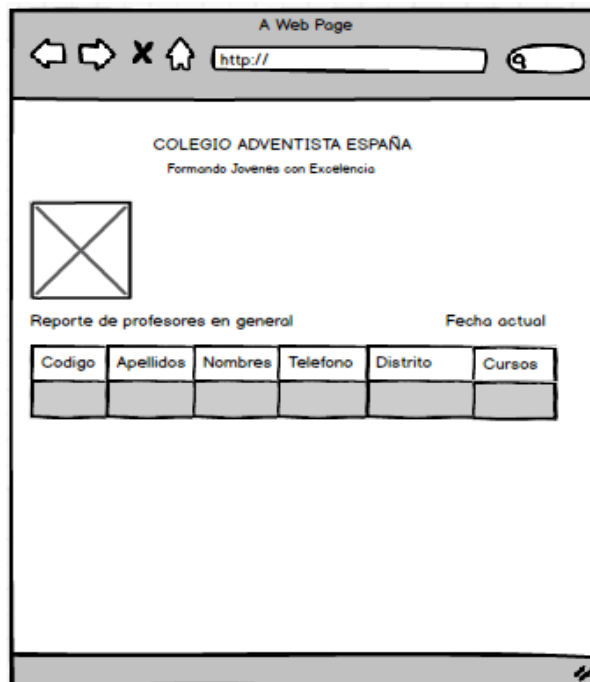 A Web Page
http://
COLEGIO ADVENTISTA ESPAÑA
Formando Jovenes con Excelencia
Reporte de profesores en general Fecha actual
Codigo Apellidos Nombres Telefono Distrito Cursos